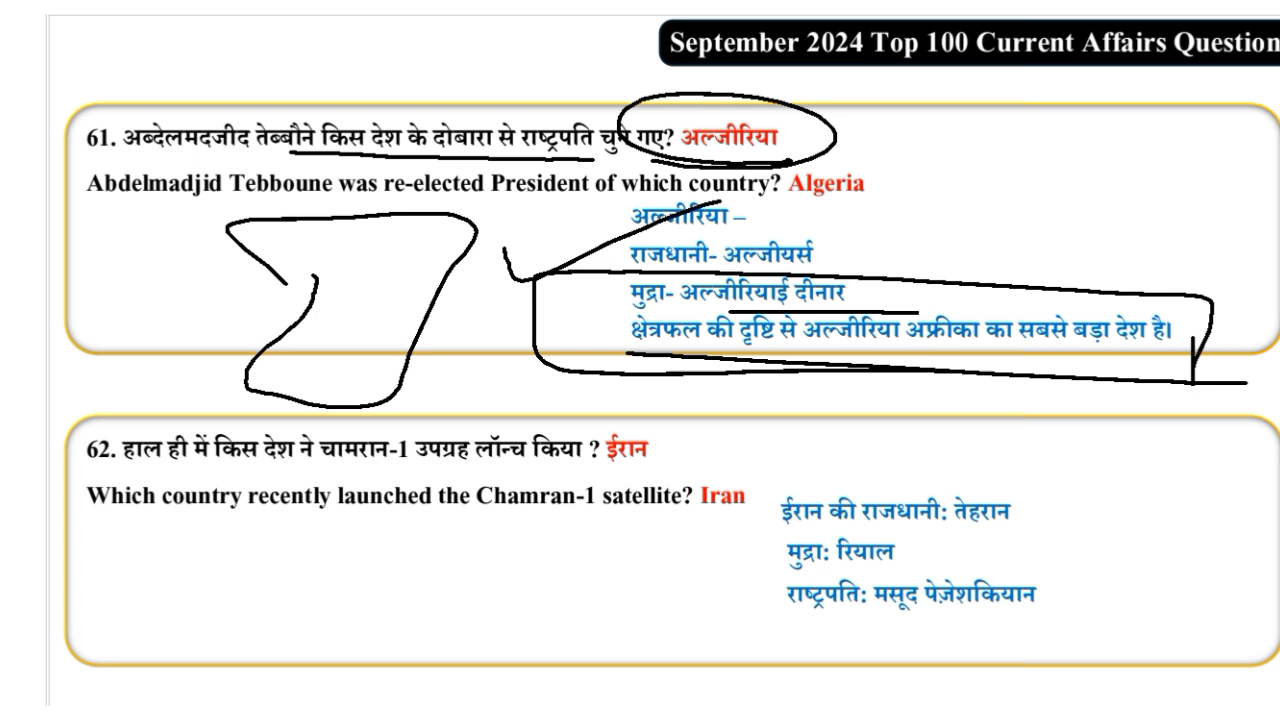 September 2024 Top 100 Current Affairs Question
61. अब्देलमदजीद तेब्बौने किस देश के दोबारा से राष्ट्रपति चुने गए? अल्जीरिया
Abdelmadjid Tebboune was re-elected President of which country? Algeria
अल्जीरिया –
राजधानी- अल्जीयर्स
मुद्रा- अल्जीरियाई दीनार
क्षेत्रफल की दृष्टि से अल्जीरिया अफ्रीका का सबसे बड़ा देश है।
62. हाल ही में किस देश ने चामरान-1 उपग्रह लॉन्च किया ? ईरान
Which country recently launched the Chamran-1 satellite? Iran
ईरान की राजधानी: तेहरान
मुद्रा: रियाल
राष्ट्रपति: मसूद पेज़ेशकियान